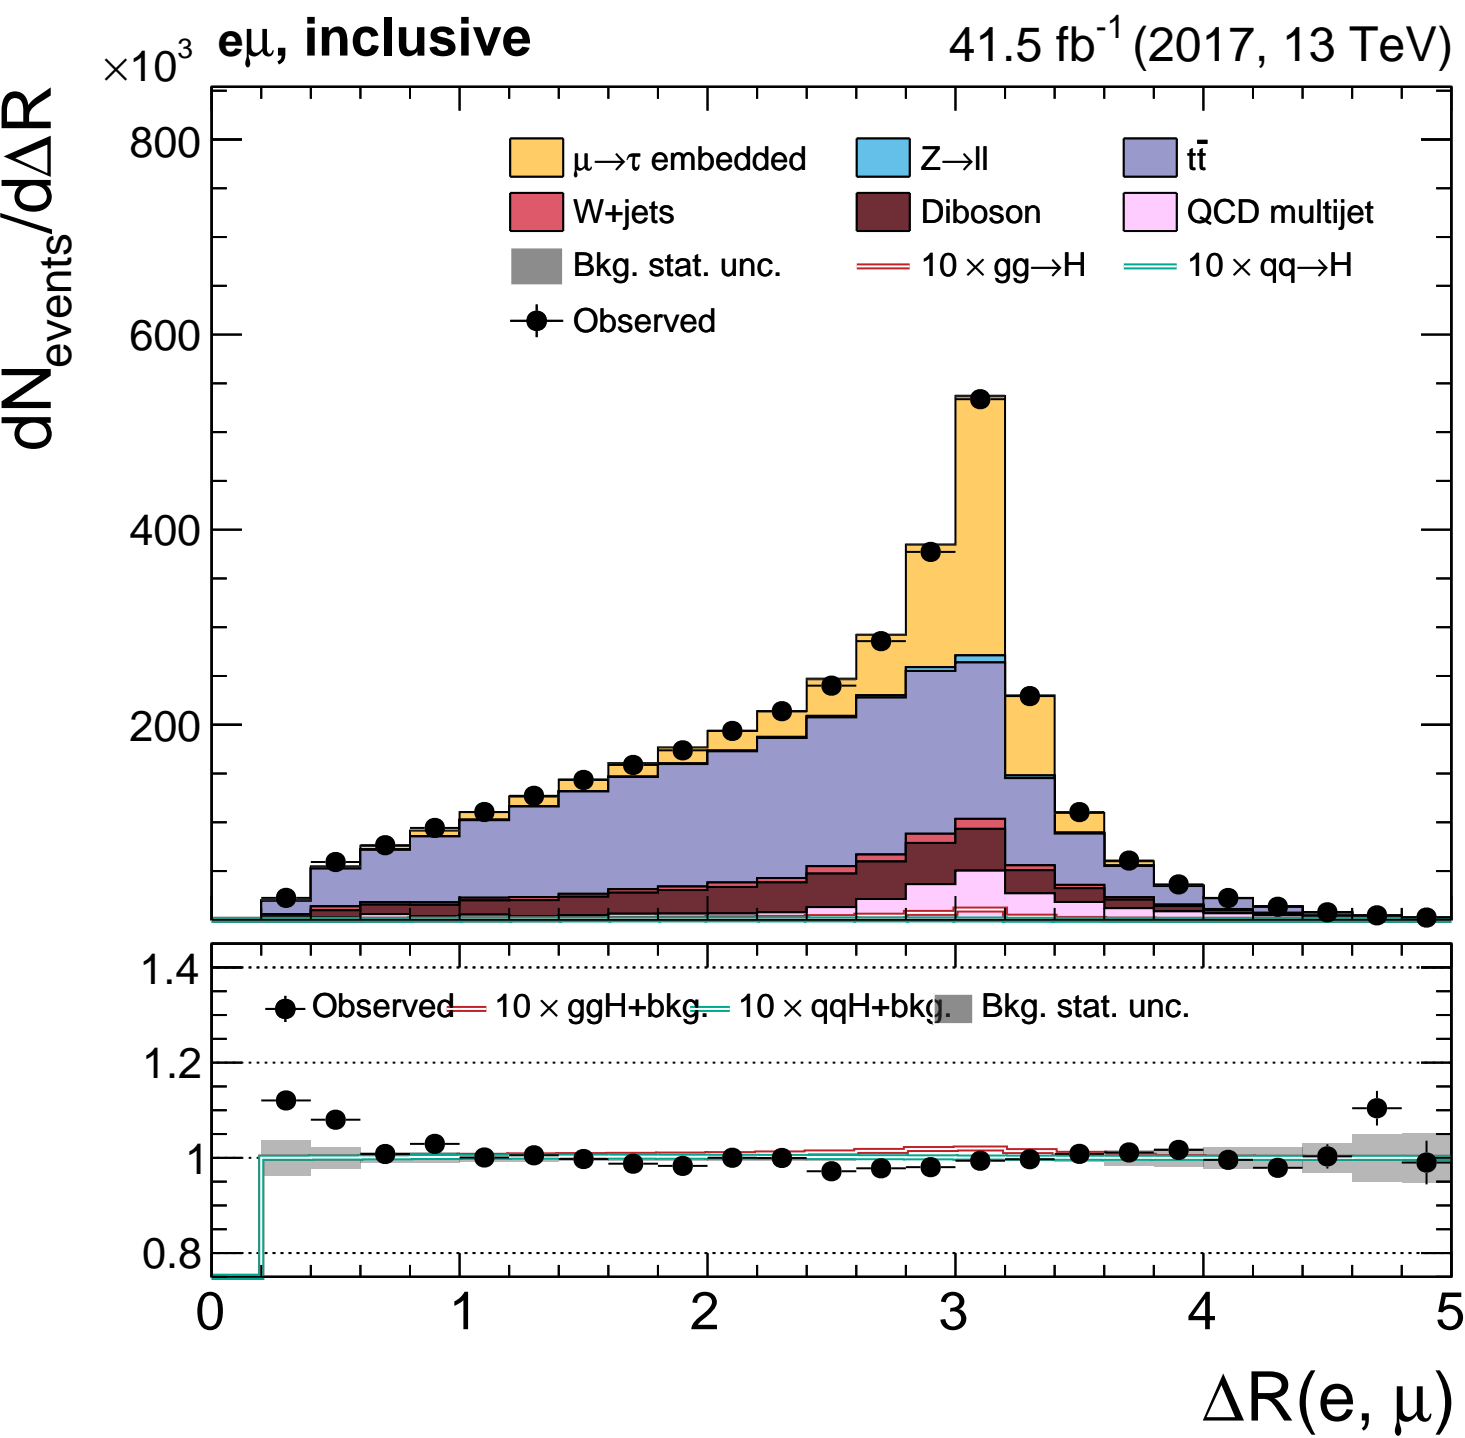 ×10³ eμ, inclusive 41.5 fb⁻¹ (2017, 13 TeV)
dN_events/dΔR
800
600
400
200
μ→τ embedded Z→ll tt̄
W+jets Diboson QCD multijet
Bkg. stat. unc. 10 × gg→H 10 × qq→H
Observed
1.4
1.2
1
0.8
Observed 10 × ggH+bkg. 10 × qqH+bkg. Bkg. stat. unc.
0 1 2 3 4 5
ΔR(e, μ)